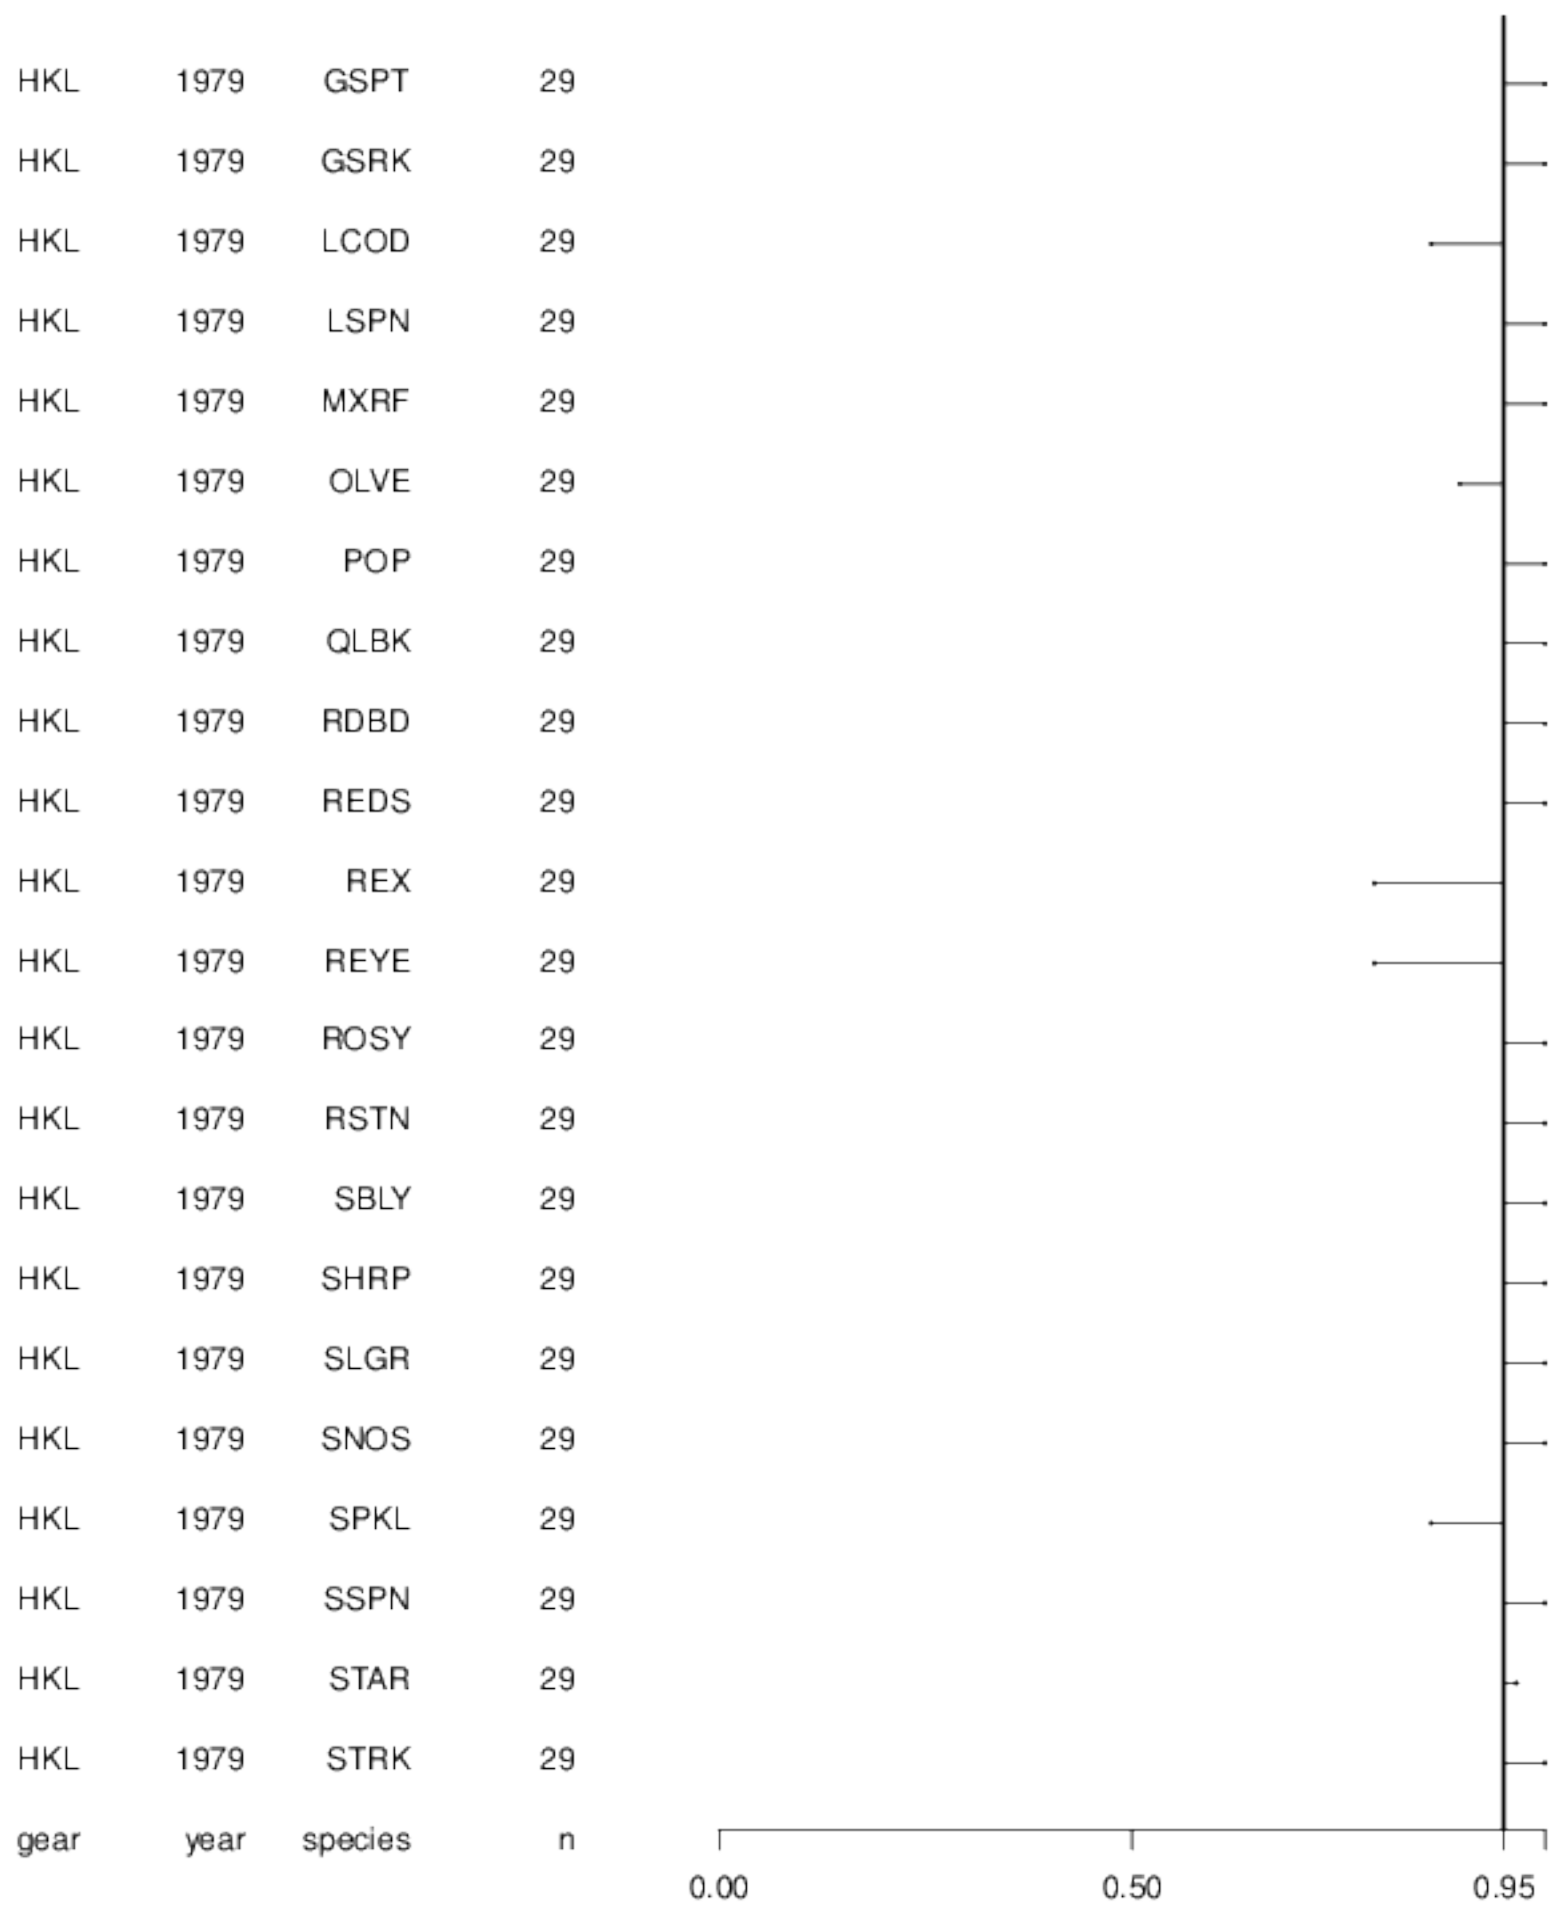 HKL 1979 GSPT 29
HKL 1979 GSRK 29
HKL 1979 LCOD 29
HKL 1979 LSPN 29
HKL 1979 MXRF 29
HKL 1979 OLVE 29
HKL 1979 POP 29
HKL 1979 QLBK 29
HKL 1979 RDBD 29
HKL 1979 REDS 29
HKL 1979 REX 29
HKL 1979 REYE 29
HKL 1979 ROSY 29
HKL 1979 RSTN 29
HKL 1979 SBLY 29
HKL 1979 SHRP 29
HKL 1979 SLGR 29
HKL 1979 SNOS 29
HKL 1979 SPKL 29
HKL 1979 SSPN 29
HKL 1979 STAR 29
HKL 1979 STRK 29
gear year species n
0.00 0.50 0.95